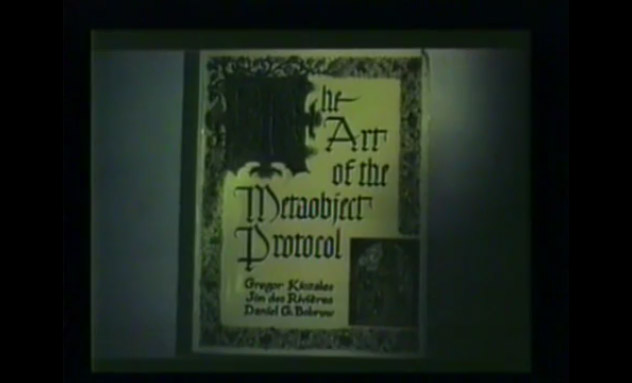 The
Art
of the
Metaobject
Protocol
Gregor Kiczales
Jim des Rivières
Daniel G. Bobrow